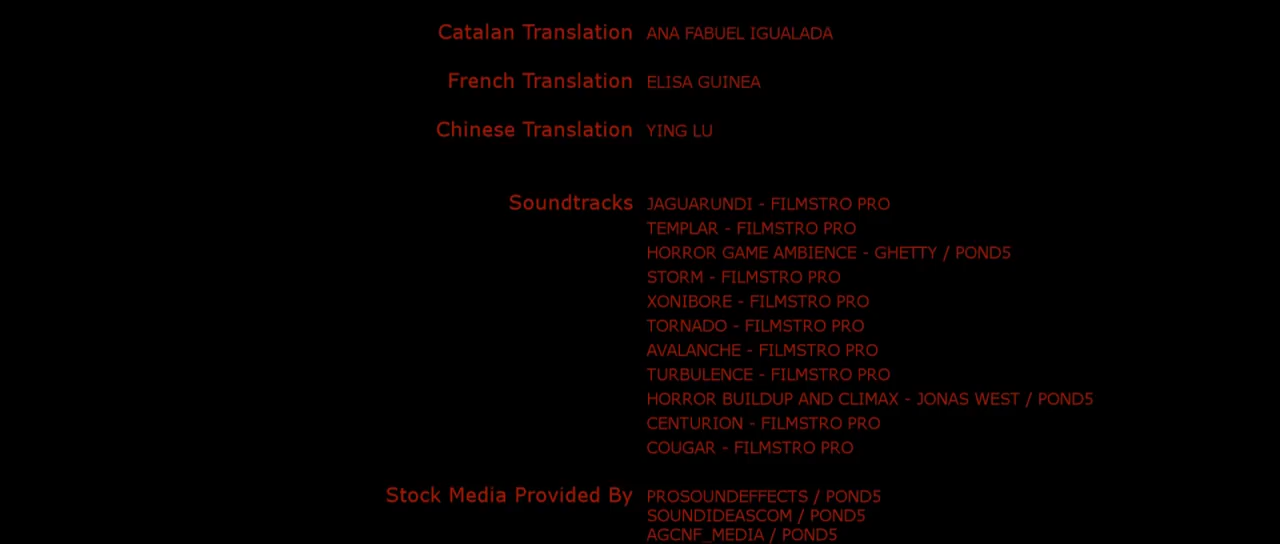 Catalan Translation ANA FABUEL IGUALADA
French Translation ELISA GUINEA
Chinese Translation YING LU
Soundtracks JAGUARUNDI - FILMSTRO PRO
TEMPLAR - FILMSTRO PRO
HORROR GAME AMBIENCE - GHETTY / POND5
STORM - FILMSTRO PRO
XONIBORE - FILMSTRO PRO
TORNADO - FILMSTRO PRO
AVALANCHE - FILMSTRO PRO
TURBULENCE - FILMSTRO PRO
HORROR BUILDUP AND CLIMAX - JONAS WEST / POND5
CENTURION - FILMSTRO PRO
COUGAR - FILMSTRO PRO
Stock Media Provided By PROSOUNDEFFECTS / POND5
SOUNDIDEASCOM / POND5
AGCNF_MEDIA / POND5